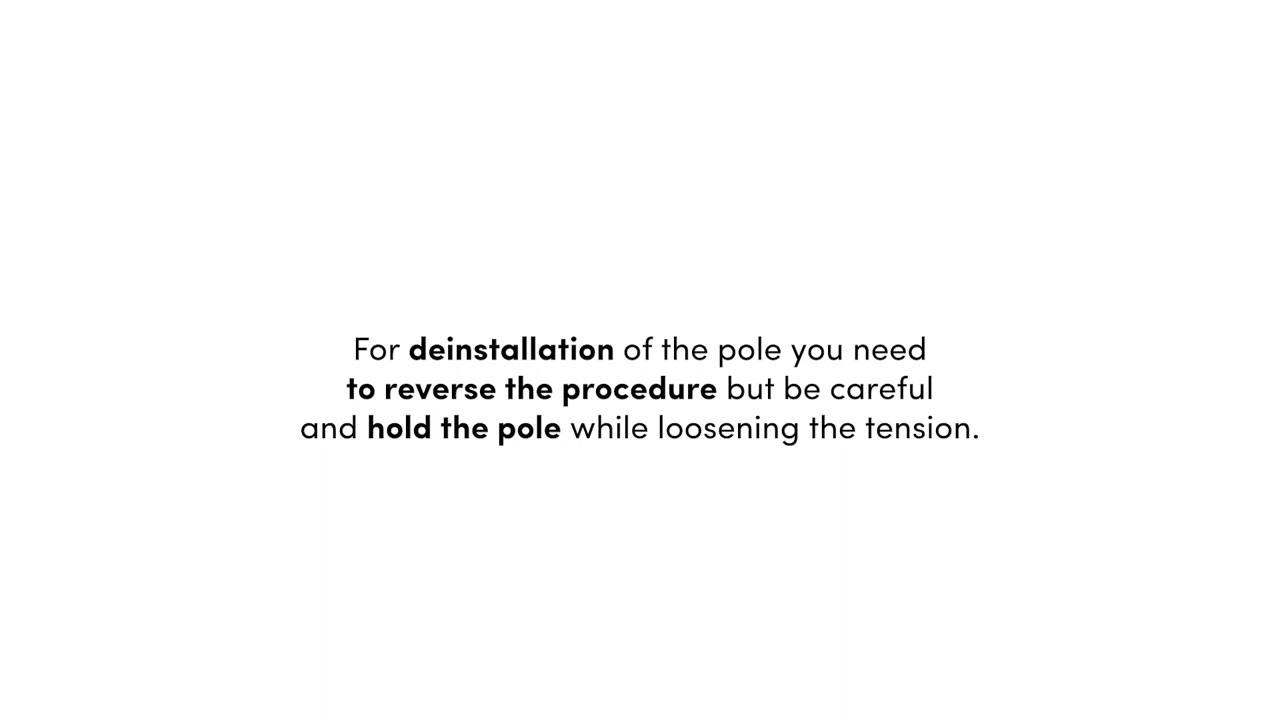 For deinstallation of the pole you need
to reverse the procedure but be careful
and hold the pole while loosening the tension.